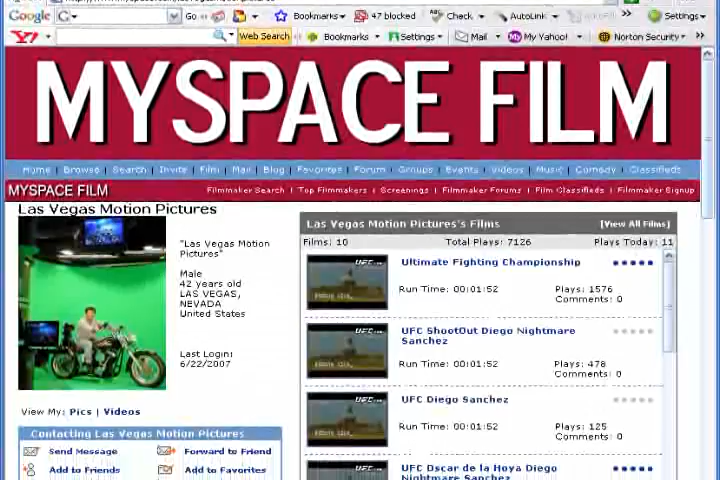 Google
Go
Bookmarks
47 blocked
Check
AutoLink
Settings
Web Search
Bookmarks
Settings
Mail
My Yahoo!
Norton Security
MYSPACE FILM
Home | Browse | Search | Invite | Film | Mail | Blog | Favorites | Forum | Groups | Events | Videos | Music | Comedy | Classifieds
MYSPACE FILM
Filmmaker Search | Top Filmmakers | Screenings | Filmmaker Forums | Film Classifieds | Filmmaker Signup
Las Vegas Motion Pictures
"Las Vegas Motion
Pictures"
Male
42 years old
LAS VEGAS,
NEVADA
United States
Last Login:
6/22/2007
View My: Pics | Videos
Contacting Las Vegas Motion Pictures
Send Message
Forward to Friend
Add to Friends
Add to Favorites
Las Vegas Motion Pictures's Films
[View All Films]
Films: 10
Total Plays: 7126
Plays Today: 11
UFC
Ultimate Fighting Championship
Run Time: 00:01:52
Plays: 1576
Comments: 0
UFC
UFC ShootOut Diego Nightmare
Sanchez
Run Time: 00:01:52
Plays: 478
Comments: 0
UFC
UFC Diego Sanchez
Run Time: 00:01:52
Plays: 125
Comments: 0
UFC
UFC Oscar de la Hoya Diego
Nightmare Sanchez